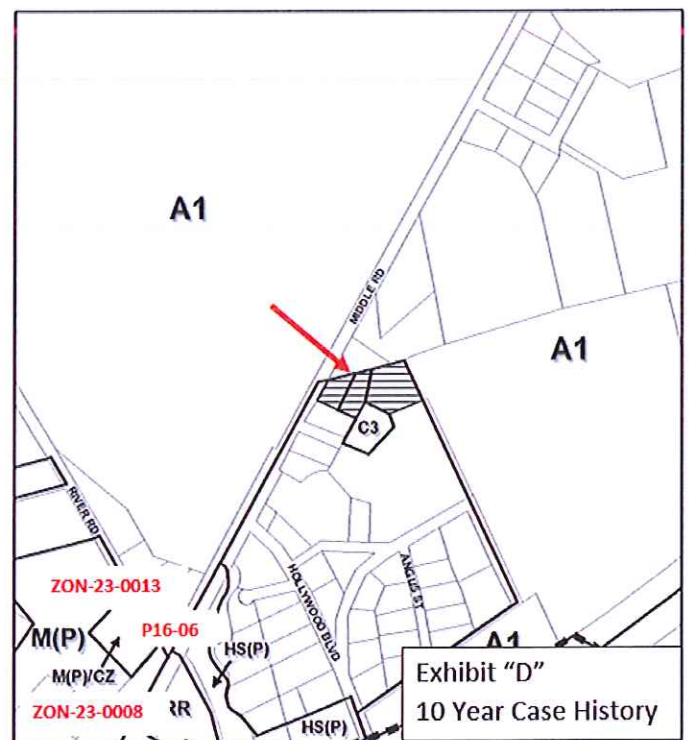 A1
MIDDLE RD
A1
C3
RIVER RD
ZON-23-0013
P16-06
M(P)
HS(P)
M(P)/CZ
ZON-23-0008
RR
HOLLYWOOD BLVD
ANGUS ST
A1
HS(P)
Exhibit “D”
10 Year Case History